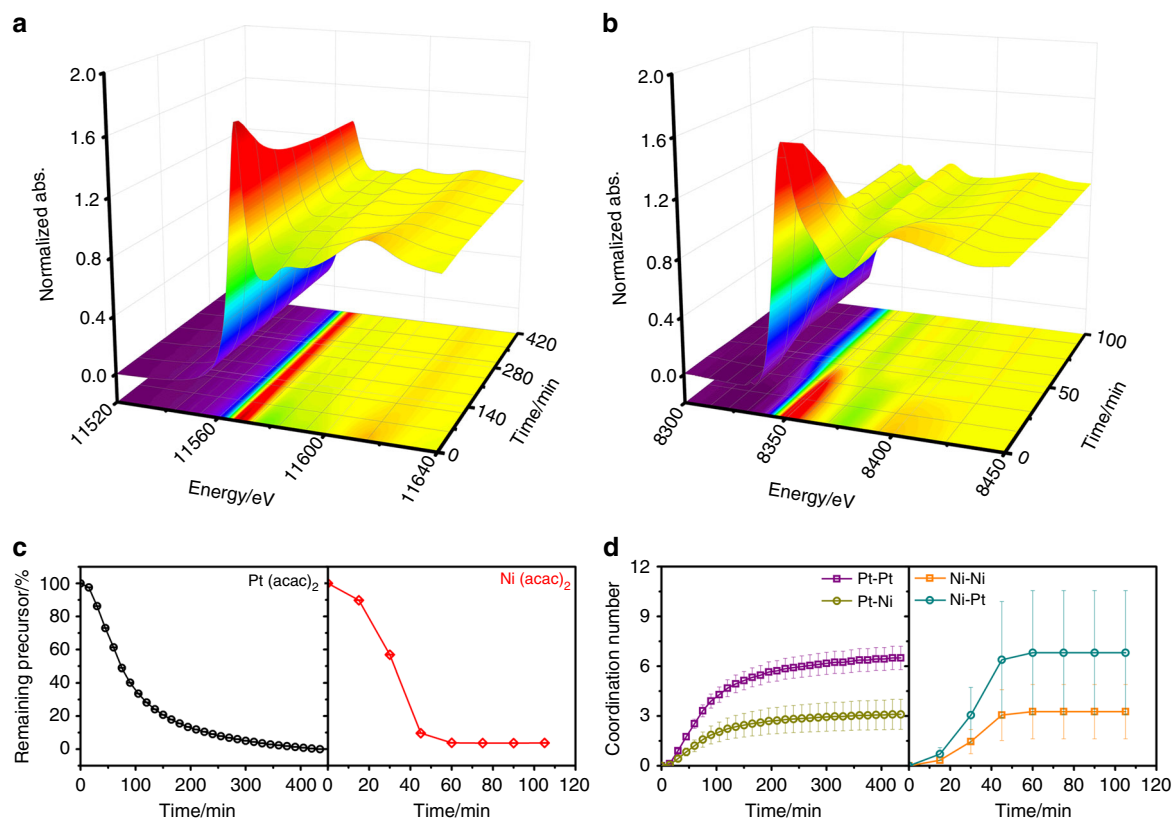 a
2.0
1.6
1.2
0.8
0.4
0.0
Normalized abs.
11520
11560
11600
11640
Energy/eV
0
140
280
420
Time/min
b
2.0
1.6
1.2
0.8
0.4
0.0
Normalized abs.
8300
8350
8400
8450
Energy/eV
0
50
100
Time/min
c
Pt (acac)2
Ni (acac)2
100
80
60
40
20
0
Remaining precursor/%
0 100 200 300 400
0 20 40 60 80 100 120
Time/min
Time/min
d
12
9
6
3
0
Coordination number
Pt-Pt
Pt-Ni
Ni-Ni
Ni-Pt
0 100 200 300 400
0 20 40 60 80 100 120
Time/min
Time/min